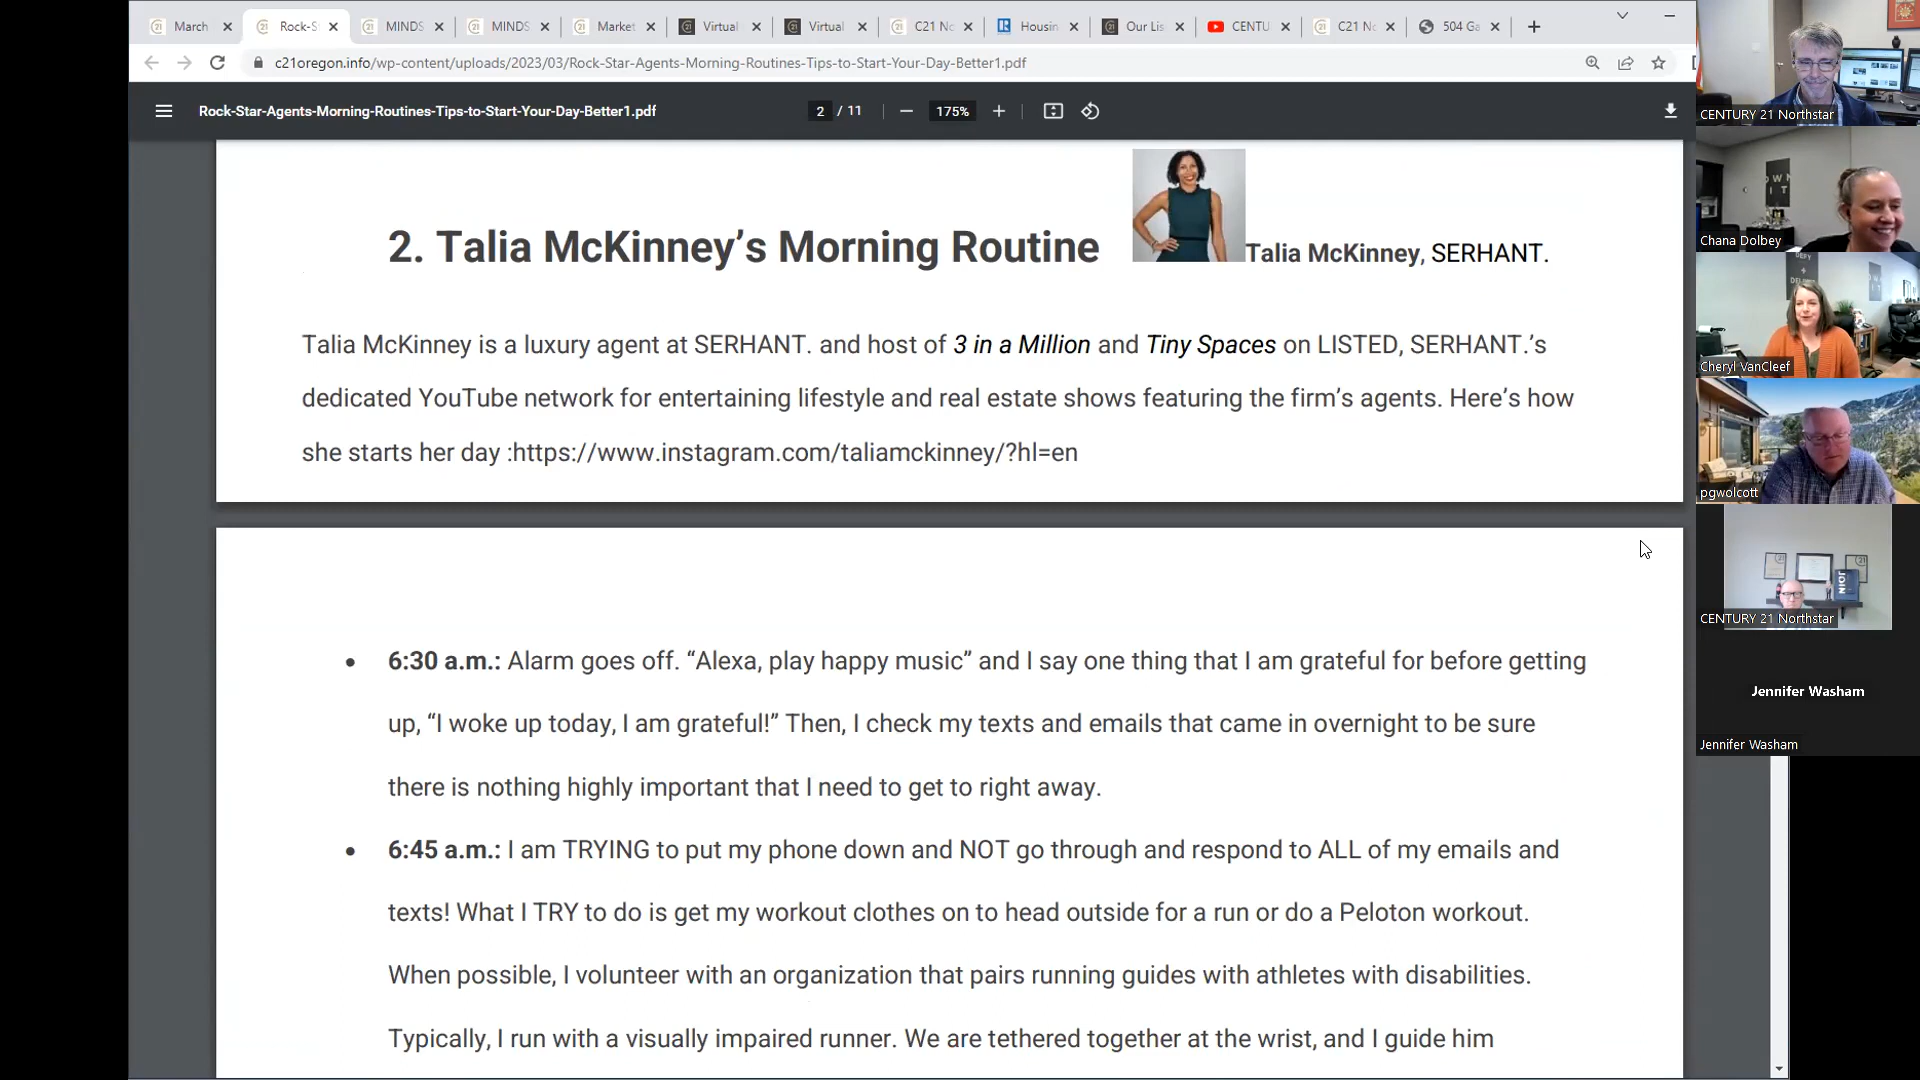 March
Rock-S
MINDS
MINDS
Market
Virtual
Virtual
C21 No
Housin
Our Lis
CENTU
C21 No
504 Ga
c21oregon.info/wp-content/uploads/2023/03/Rock-Star-Agents-Morning-Routines-Tips-to-Start-Your-Day-Better1.pdf
Rock-Star-Agents-Morning-Routines-Tips-to-Start-Your-Day-Better1.pdf
2 / 11
175%
2. Talia McKinney’s Morning Routine
Talia McKinney, SERHANT.
Talia McKinney is a luxury agent at SERHANT. and host of 3 in a Million and Tiny Spaces on LISTED, SERHANT.’s
dedicated YouTube network for entertaining lifestyle and real estate shows featuring the firm’s agents. Here’s how
she starts her day :https://www.instagram.com/taliamckinney/?hl=en
• 6:30 a.m.: Alarm goes off. “Alexa, play happy music” and I say one thing that I am grateful for before getting
up, “I woke up today, I am grateful!” Then, I check my texts and emails that came in overnight to be sure
there is nothing highly important that I need to get to right away.
• 6:45 a.m.: I am TRYING to put my phone down and NOT go through and respond to ALL of my emails and
texts! What I TRY to do is get my workout clothes on to head outside for a run or do a Peloton workout.
When possible, I volunteer with an organization that pairs running guides with athletes with disabilities.
Typically, I run with a visually impaired runner. We are tethered together at the wrist, and I guide him
CENTURY 21 Northstar
Chana Dolbey
Cheryl VanCleef
pgwolcott
JOIN
CENTURY 21 Northstar
Jennifer Washam
Jennifer Washam